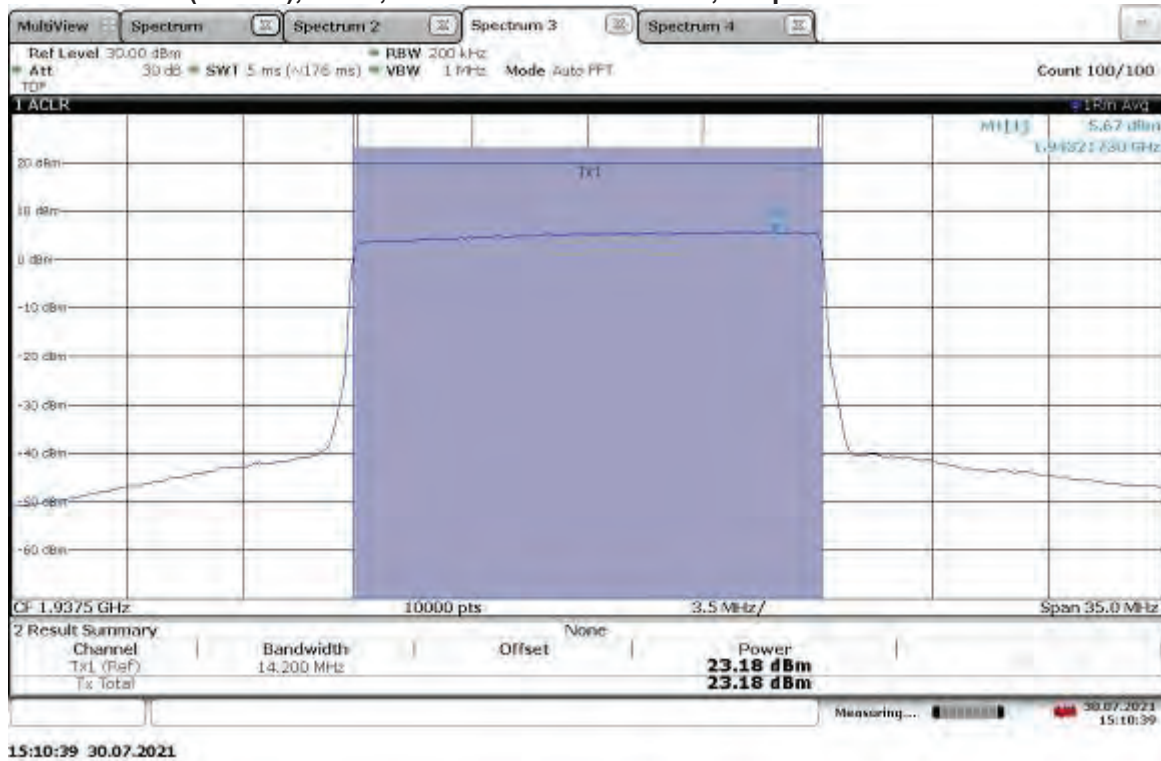 MultiView Spectrum Spectrum 2 Spectrum 3 Spectrum 4
Ref Level 30.00 dBm RBW 200 kHz
Att 30 dB SWT 5 ms (~176 ms) VBW 1 MHz Mode Auto FFT Count 100/100
TDF
1 ACLR 1Rm Avg
M1[1] 5.67 dBm
GHz
20 dBm
Tx1
10 dBm
0 dBm
-10 dBm
-20 dBm
-30 dBm
-40 dBm
-50 dBm
-60 dBm
CF 1.9375 GHz 10000 pts 3.5 MHz/ Span 35.0 MHz
2 Result Summary None
Channel Bandwidth Offset Power
Tx1 (Ref) 14.200 MHz 23.18 dBm
Tx Total 23.18 dBm
Measuring... 30.07.2021
15:10:39
15:10:39 30.07.2021